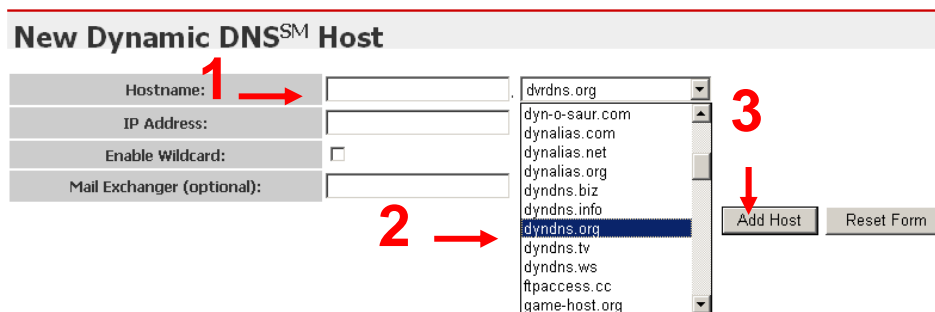 New Dynamic DNS℠ Host
1
Hostname:
. dvrdns.org
3
IP Address:
dyn-o-saur.com
dynalias.com
Enable Wildcard:
dynalias.net
dynalias.org
Mail Exchanger (optional):
dyndns.biz
dyndns.info
2
dyndns.org
Add Host Reset Form
dyndns.tv
dyndns.ws
ftpaccess.cc
game-host.org